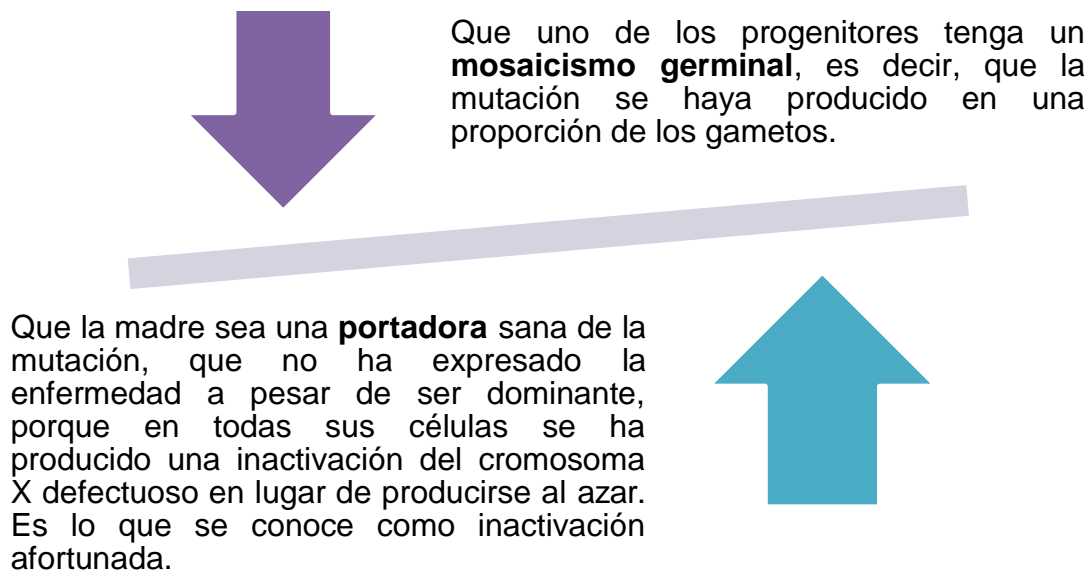 Que uno de los progenitores tenga un
mosaicismo germinal, es decir, que la
mutación se haya producido en una
proporción de los gametos.
Que la madre sea una portadora sana de la
mutación, que no ha expresado la
enfermedad a pesar de ser dominante,
porque en todas sus células se ha
producido una inactivación del cromosoma
X defectuoso en lugar de producirse al azar.
Es lo que se conoce como inactivación
afortunada.